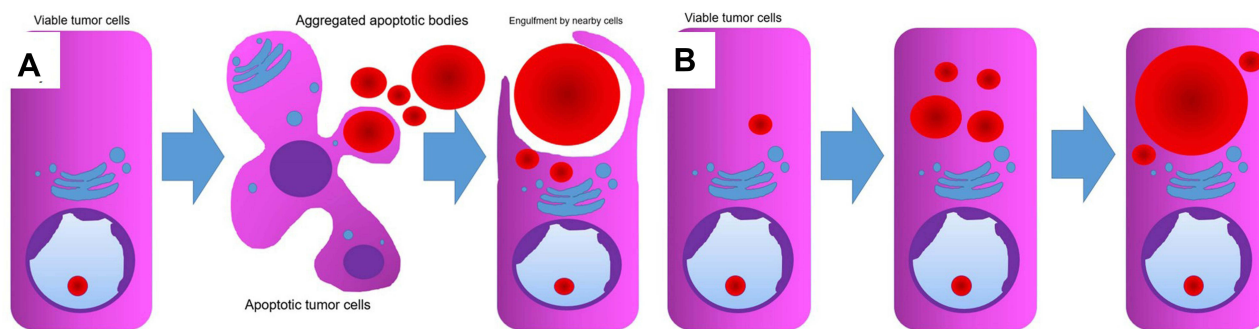 Viable tumor cells
Aggregated apoptotic bodies
Engulfment by nearby cells
Viable tumor cells
A
B
Apoptotic tumor cells